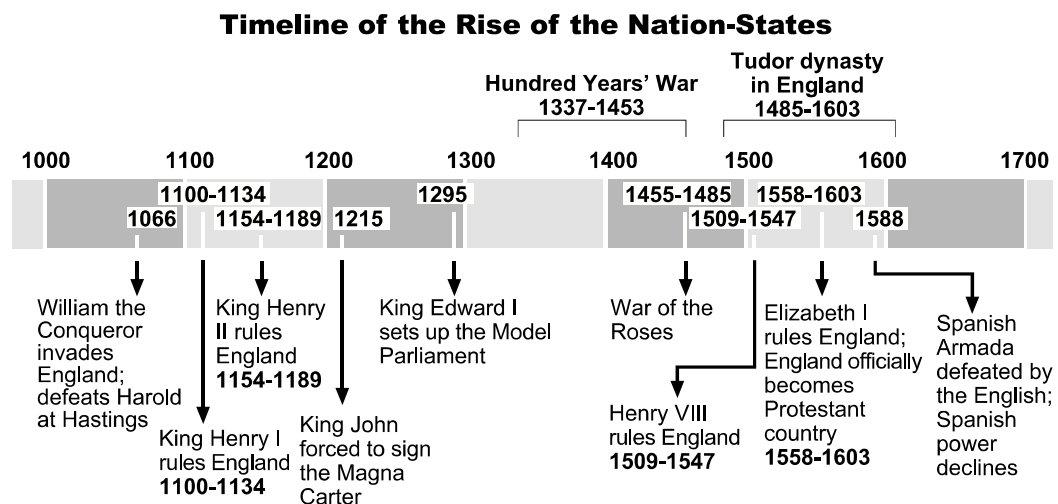 Timeline of the Rise of the Nation-States
Hundred Years' War
1337-1453
Tudor dynasty
in England
1485-1603
1000
1100
1200
1300
1400
1500
1600
1700
1100-1134
1295
1455-1485
1558-1603
1066
1154-1189
1215
1509-1547
1588
William the
Conqueror
invades
England;
defeats Harold
at Hastings
King Henry I
rules England
1100-1134
King Henry
II rules
England
1154-1189
King John
forced to sign
the Magna
Carter
King Edward I
sets up the Model
Parliament
War of the
Roses
Henry VIII
rules England
1509-1547
Elizabeth I
rules England;
England officially
becomes
Protestant
country
1558-1603
Spanish
Armada
defeated by
the English;
Spanish
power
declines